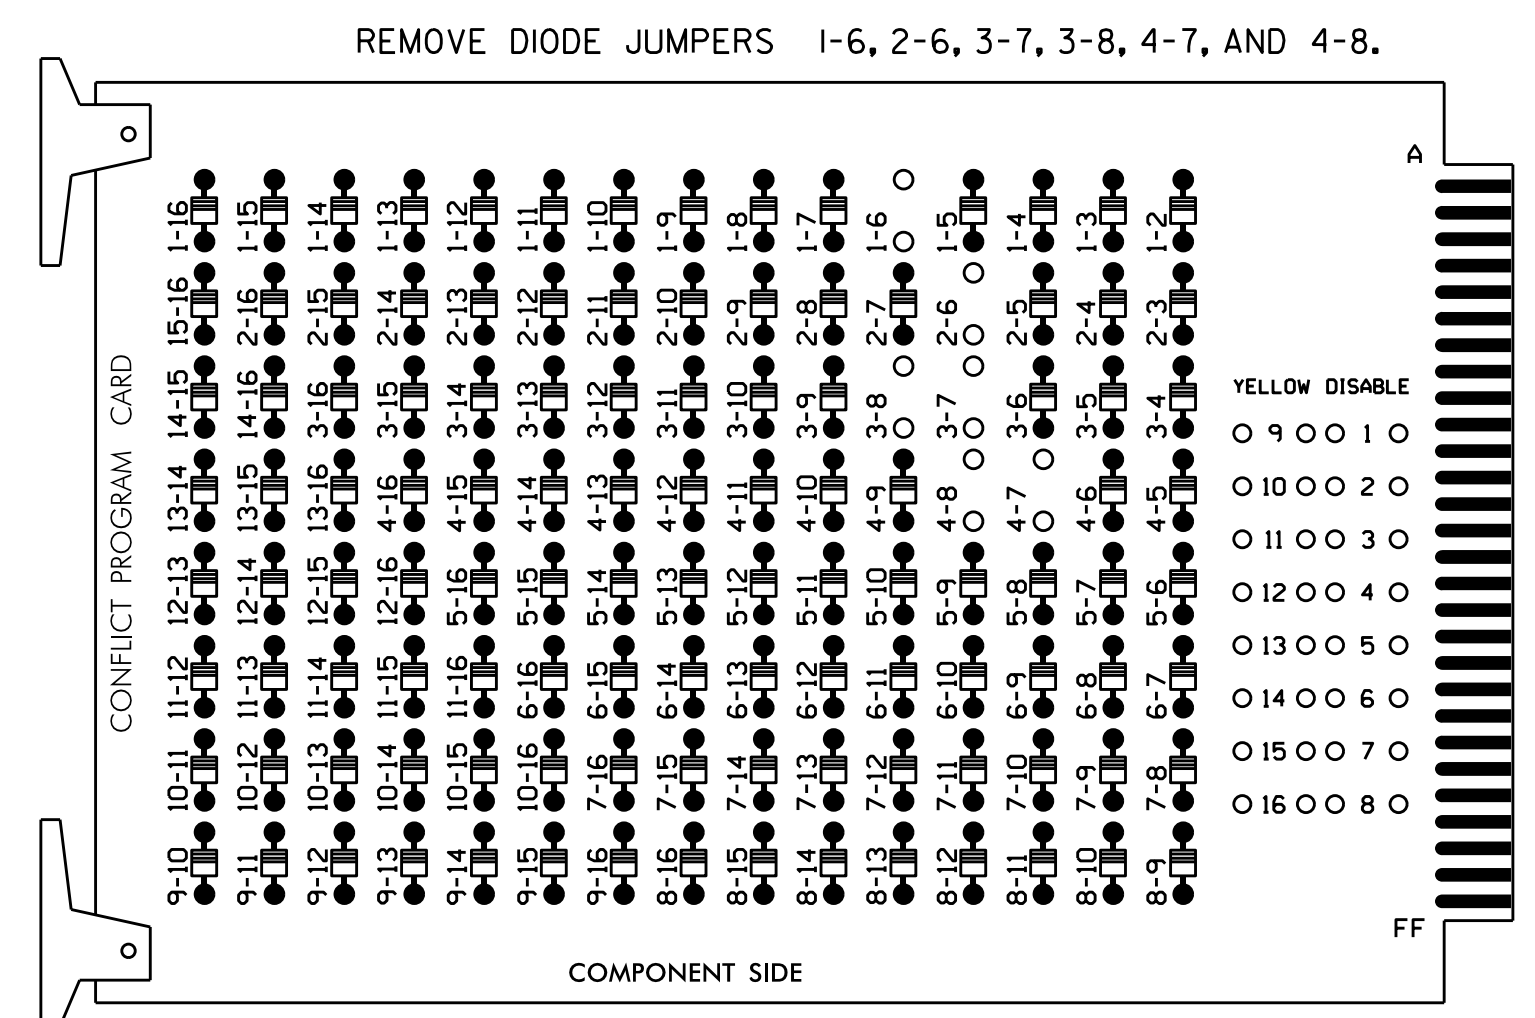 REMOVE DIODE JUMPERS 1-6, 2-6, 3-7, 3-8, 4-7, AND 4-8.
A
1-16 1-15 1-14 1-13 1-12 1-11 1-10 1-9 1-8 1-7 1-6 1-5 1-4 1-3 1-2
15-16 2-16 2-15 2-14 2-13 2-12 2-11 2-10 2-9 2-8 2-7 2-6 2-5 2-4 2-3
14-15 14-16 3-16 3-15 3-14 3-13 3-12 3-11 3-10 3-9 3-8 3-7 3-6 3-5 3-4
13-14 13-15 13-16 4-16 4-15 4-14 4-13 4-12 4-11 4-10 4-9 4-8 4-7 4-6 4-5
12-13 12-14 12-15 12-16 5-16 5-15 5-14 5-13 5-12 5-11 5-10 5-9 5-8 5-7 5-6
11-12 11-13 11-14 11-15 11-16 6-16 6-15 6-14 6-13 6-12 6-11 6-10 6-9 6-8 6-7
10-11 10-12 10-13 10-14 10-15 10-16 7-16 7-15 7-14 7-13 7-12 7-11 7-10 7-9 7-8
9-10 9-11 9-12 9-13 9-14 9-15 9-16 8-16 8-15 8-14 8-13 8-12 8-11 8-10 8-9
CONFLICT PROGRAM CARD
YELLOW DISABLE
9 1
10 2
11 3
12 4
13 5
14 6
15 7
16 8
FF
COMPONENT SIDE